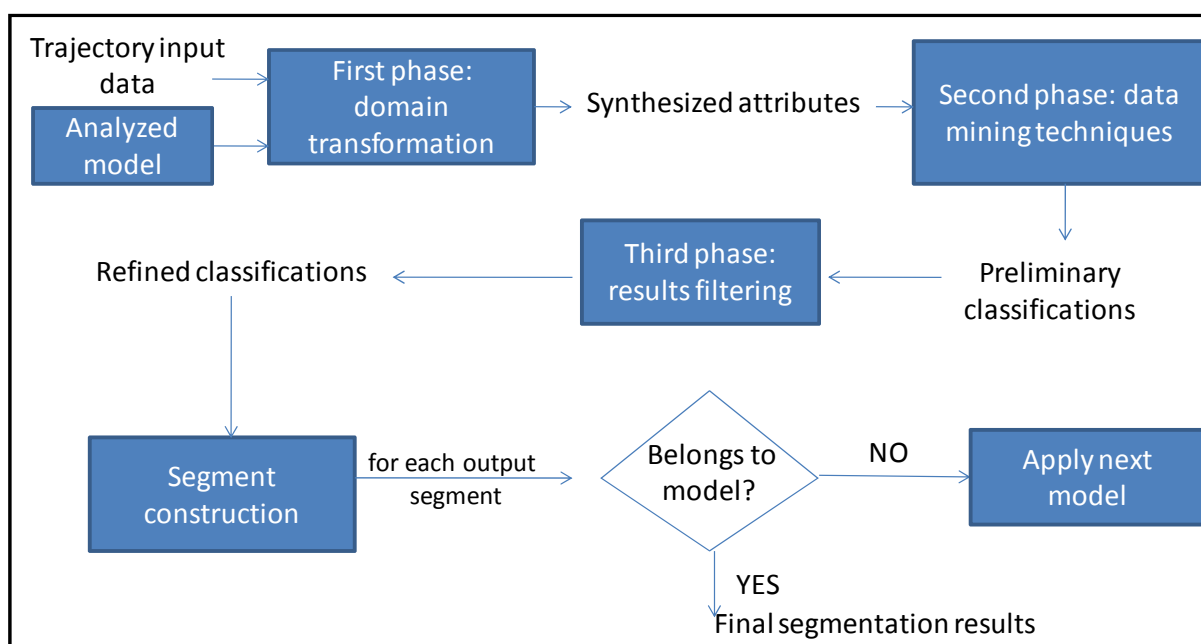 Trajectory input
data
Analyzed
model
First phase:
domain
transformation
Synthesized attributes
Second phase: data
mining techniques
Preliminary
classifications
Third phase:
results filtering
Refined classifications
Segment
construction
for each output
segment
Belongs to
model?
NO
Apply next
model
YES
Final segmentation results